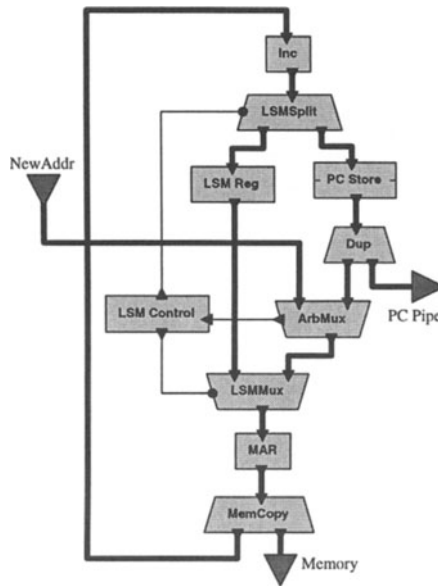 Inc
LSMSplit
NewAddr
LSM Reg
PC Store
Dup
LSM Control
ArbMux
PC Pipe
LSMMux
MAR
MemCopy
Memory